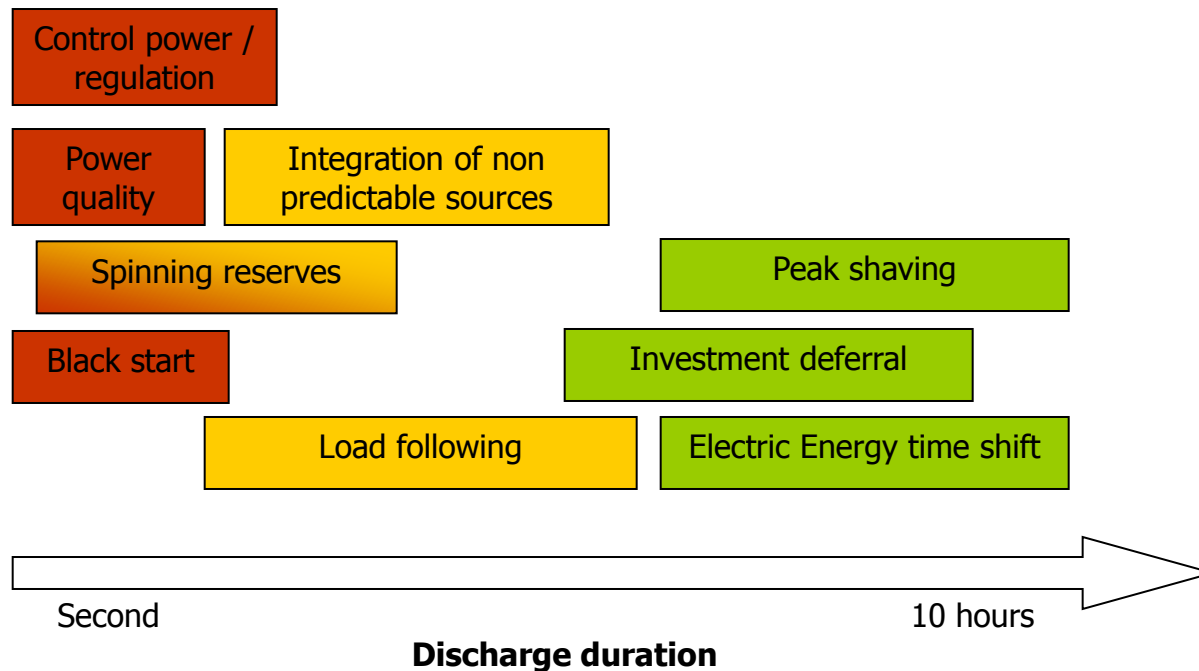 Control power /
regulation
Power
quality
Integration of non
predictable sources
Spinning reserves
Peak shaving
Black start
Investment deferral
Load following
Electric Energy time shift
Second
10 hours
Discharge duration